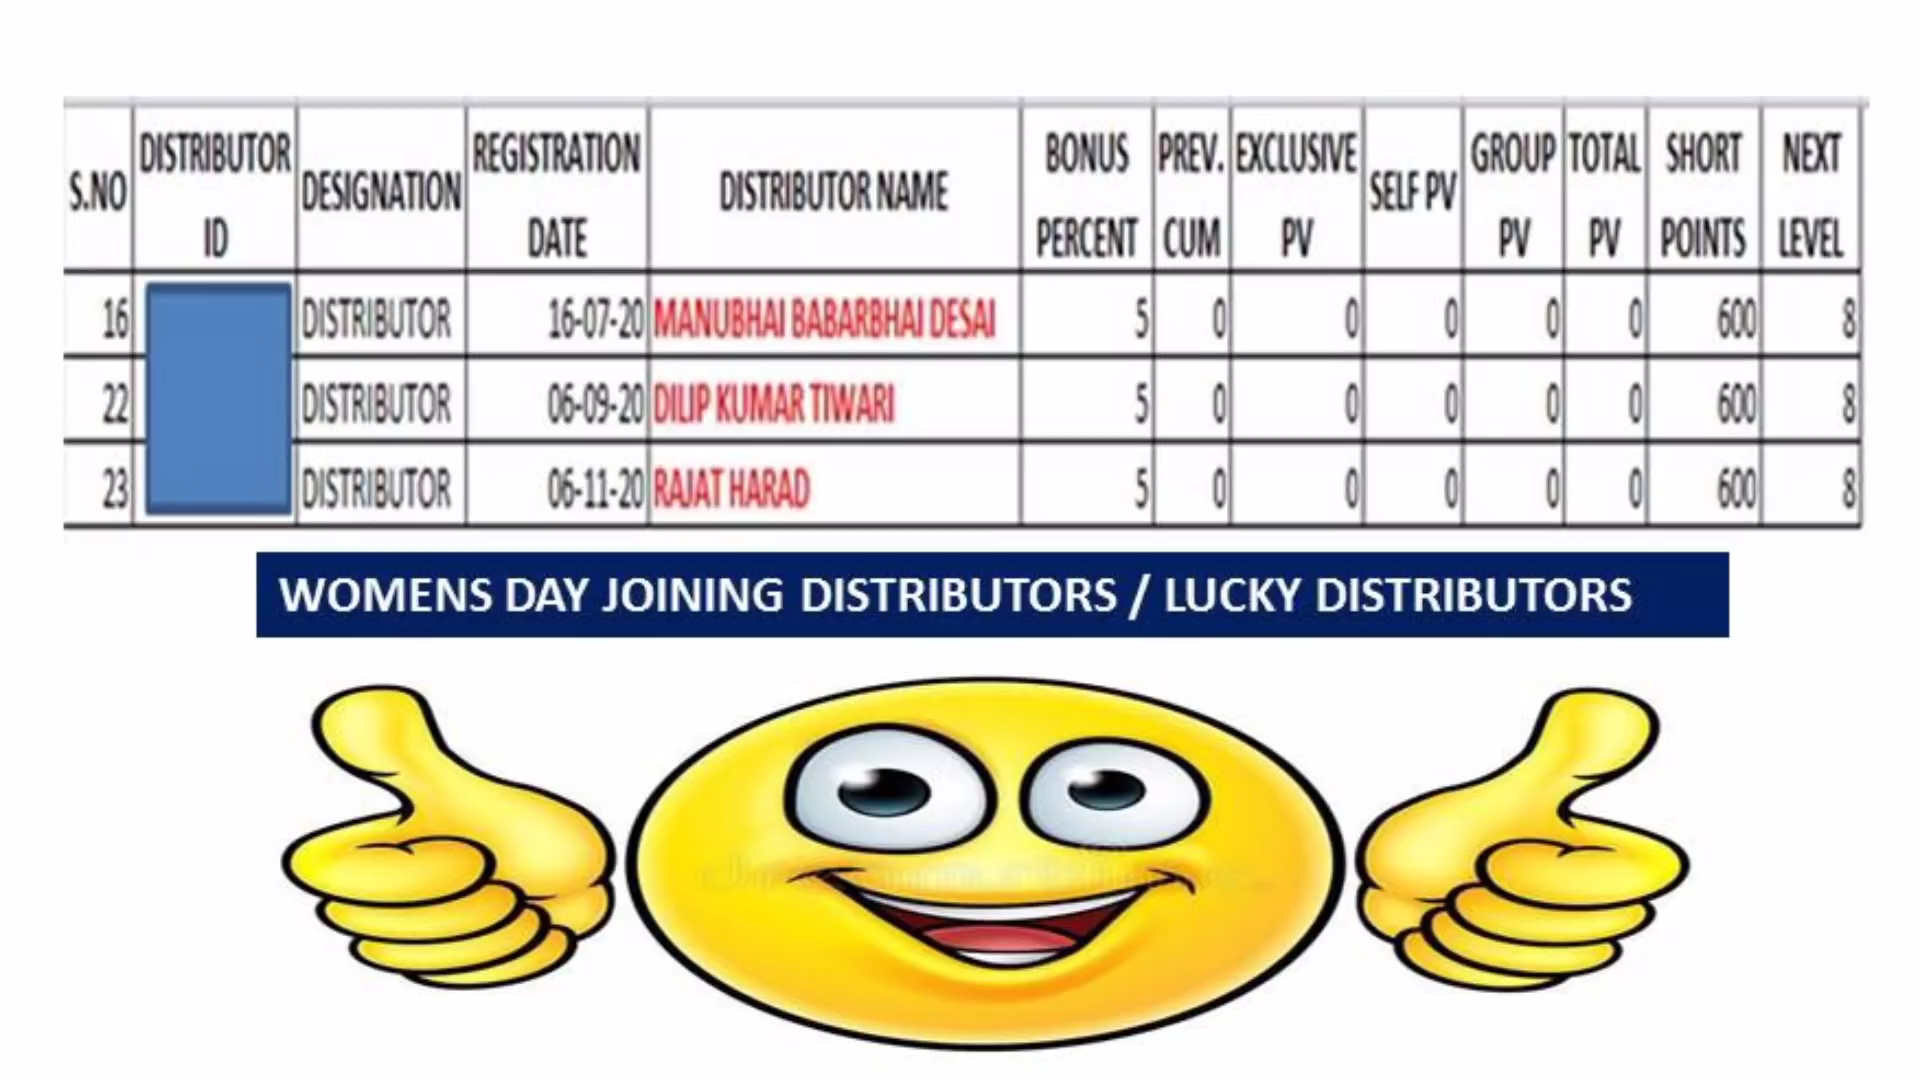 S.NO DISTRIBUTOR ID DESIGNATION REGISTRATION DATE DISTRIBUTOR NAME BONUS PERCENT PREV. CUM EXCLUSIVE PV SELF PV GROUP PV TOTAL PV SHORT POINTS NEXT LEVEL
16 DISTRIBUTOR 16-07-20 MANUBHAI BABARBHAI DESAI 5 0 0 0 0 0 600 8
22 DISTRIBUTOR 06-09-20 DILIP KUMAR TIWARI 5 0 0 0 0 0 600 8
23 DISTRIBUTOR 06-11-20 RAJAT HARAD 5 0 0 0 0 0 600 8
WOMENS DAY JOINING DISTRIBUTORS / LUCKY DISTRIBUTORS